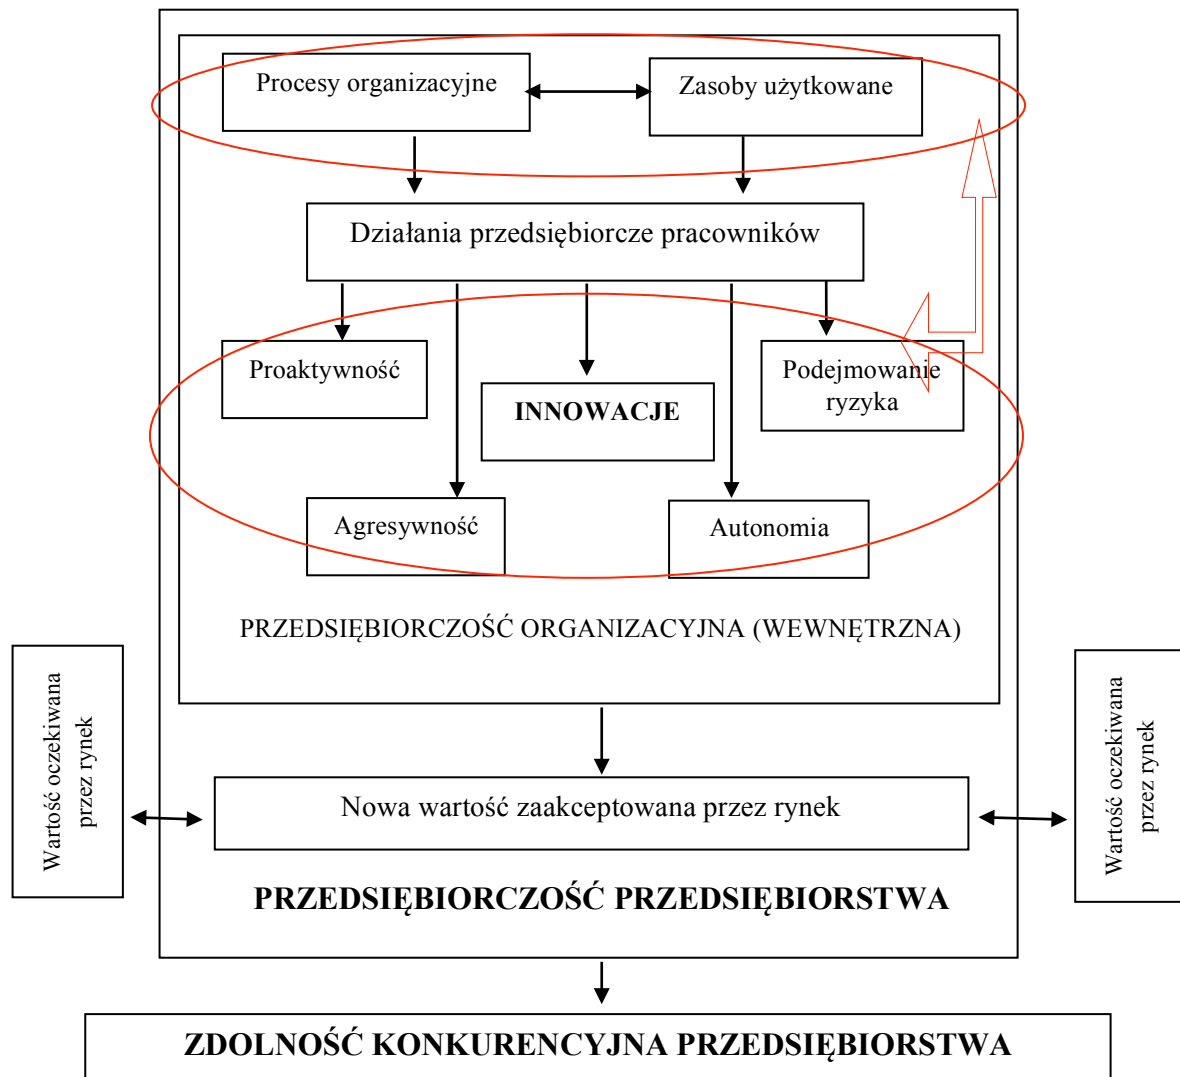 Procesy organizacyjne
Zasoby użytkowane
Działania przedsiębiorcze pracowników
Proaktywność
INNOWACJE
Podejmowanie
ryzyka
Agresywność
Autonomia
PRZEDSIĘBIORCZOŚĆ ORGANIZACYJNA (WEWNĘTRZNA)
Wartość oczekiwana
przez rynek
Nowa wartość zaakceptowana przez rynek
Wartość oczekiwana
przez rynek
PRZEDSIĘBIORCZOŚĆ PRZEDSIĘBIORSTWA
ZDOLNOŚĆ KONKURENCYJNA PRZEDSIĘBIORSTWA